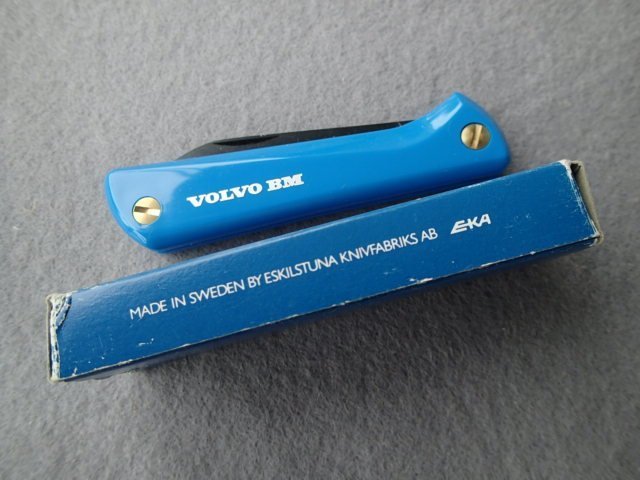 VOLVO BM
MADE IN SWEDEN BY ESKILSTUNA KNIVFABRIKS AB EKA